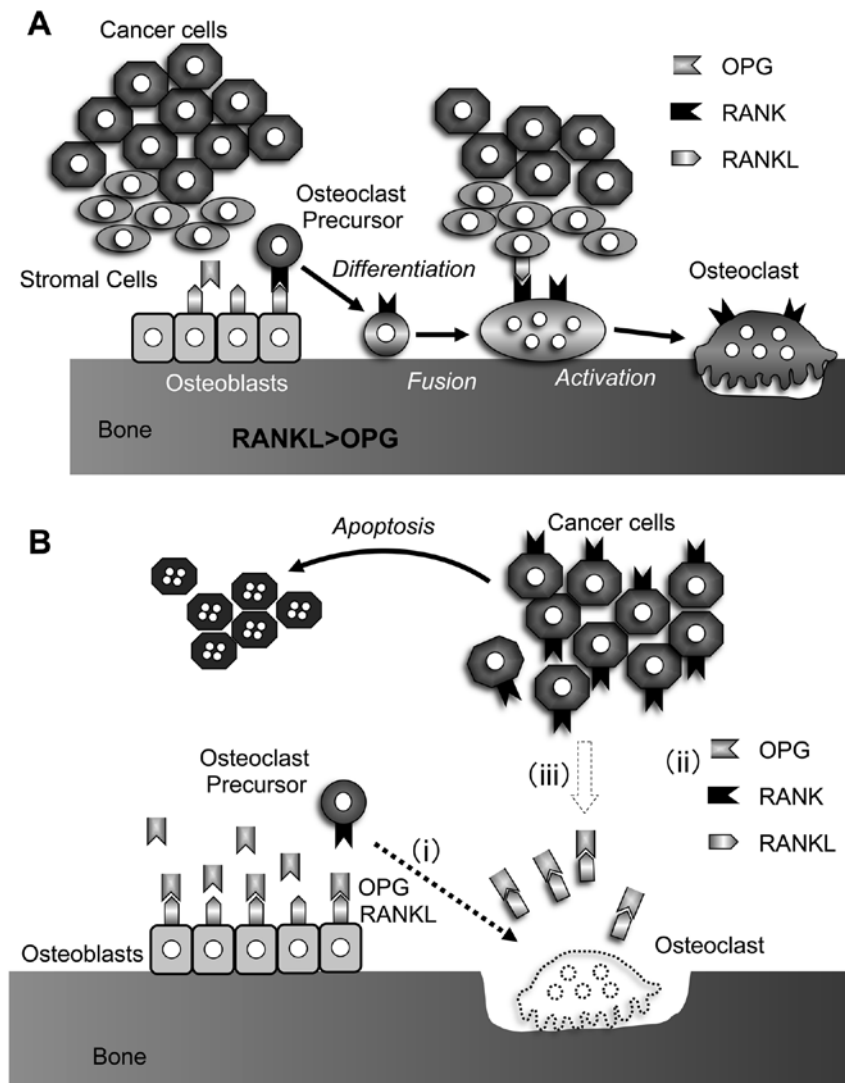 A
Cancer cells
OPG
RANK
RANKL
Osteoclast
Precursor
Stromal Cells
Differentiation
Osteoclast
Osteoblasts
Fusion
Activation
Bone
RANKL>OPG
B
Apoptosis
Cancer cells
Osteoclast
Precursor
(iii)
(ii)
OPG
RANK
RANKL
(i)
OPG
RANKL
Osteoblasts
Osteoclast
Bone